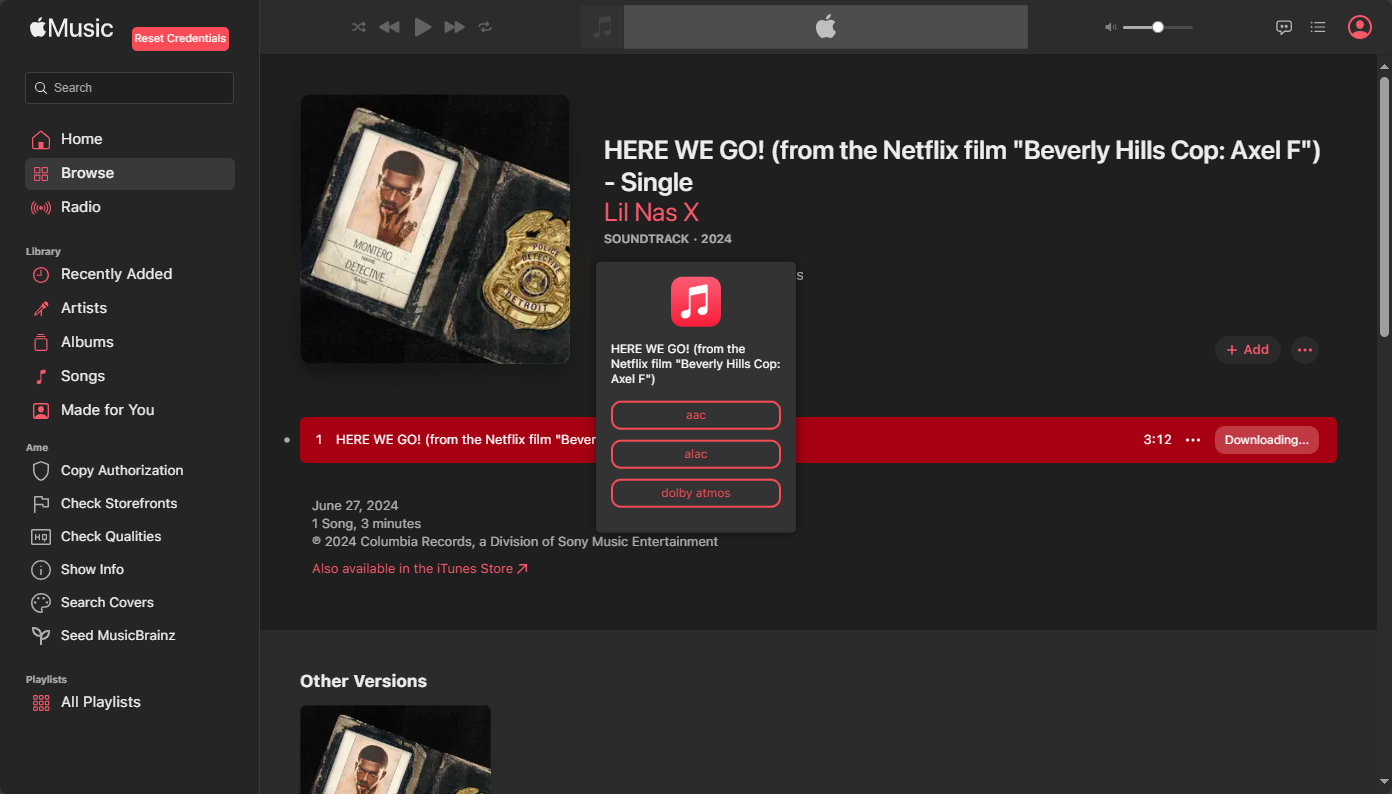 Music
Reset Credentials
Search
Home
Browse
Radio
Library
Recently Added
Artists
Albums
Songs
Made for You
Ame
Copy Authorization
Check Storefronts
Check Qualities
HQ
Show Info
Search Covers
Seed MusicBrainz
Playlists
All Playlists
MONTERO
NAME
DETECTIVE
RANK
POLICE
DETECTIVE
DETROIT
HERE WE GO! (from the Netflix film "Beverly Hills Cop: Axel F")
- Single
Lil Nas X
SOUNDTRACK · 2024
s
+ Add
HERE WE GO! (from the
Netflix film "Beverly Hills Cop:
Axel F")
aac
alac
dolby atmos
1 HERE WE GO! (from the Netflix film "Bever
3:12
Downloading...
June 27, 2024
1 Song, 3 minutes
℗ 2024 Columbia Records, a Division of Sony Music Entertainment
Also available in the iTunes Store
Other Versions